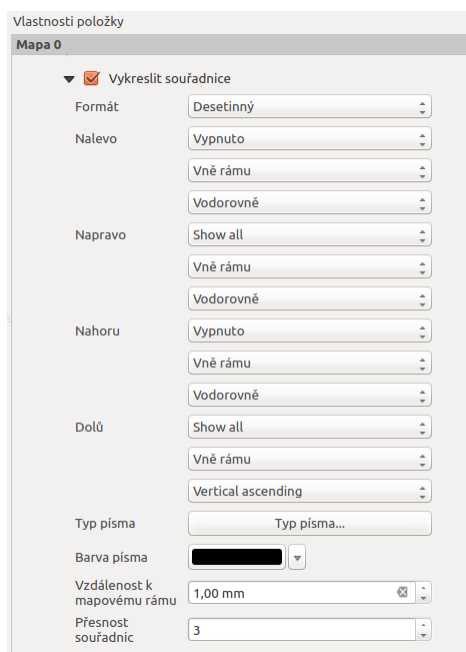 Vlastnosti položky
Mapa 0
Vykreslit souřadnice
Formát Desetinný
Nalevo Vypnuto
Vně rámu
Vodorovně
Napravo Show all
Vně rámu
Vodorovně
Nahoru Vypnuto
Vně rámu
Vodorovně
Dolů Show all
Vně rámu
Vertical ascending
Typ písma Typ písma...
Barva písma
Vzdálenost k
mapovému rámu 1,00 mm
Přesnost
souřadnic 3